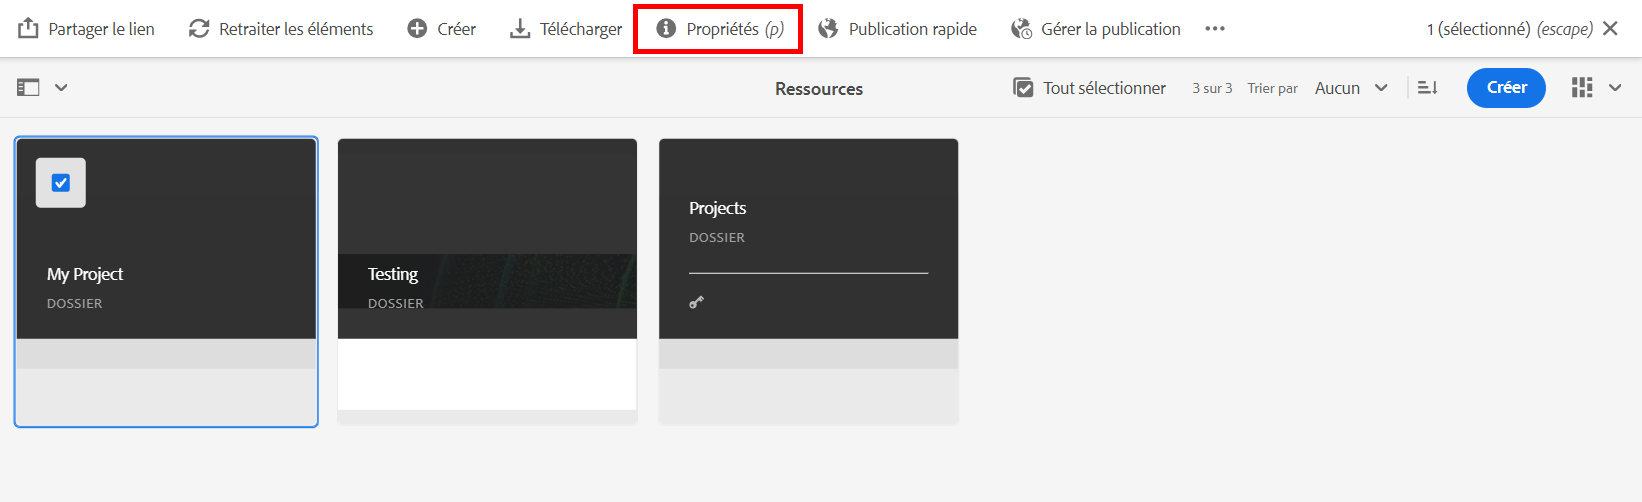 Partager le lien Retraiter les éléments Créer Télécharger Propriétés (p) Publication rapide Gérer la publication 1 (sélectionné) (escape)
Ressources Tout sélectionner 3 sur 3 Trier par Aucun Créer
My Project
DOSSIER
Testing
DOSSIER
Projects
DOSSIER